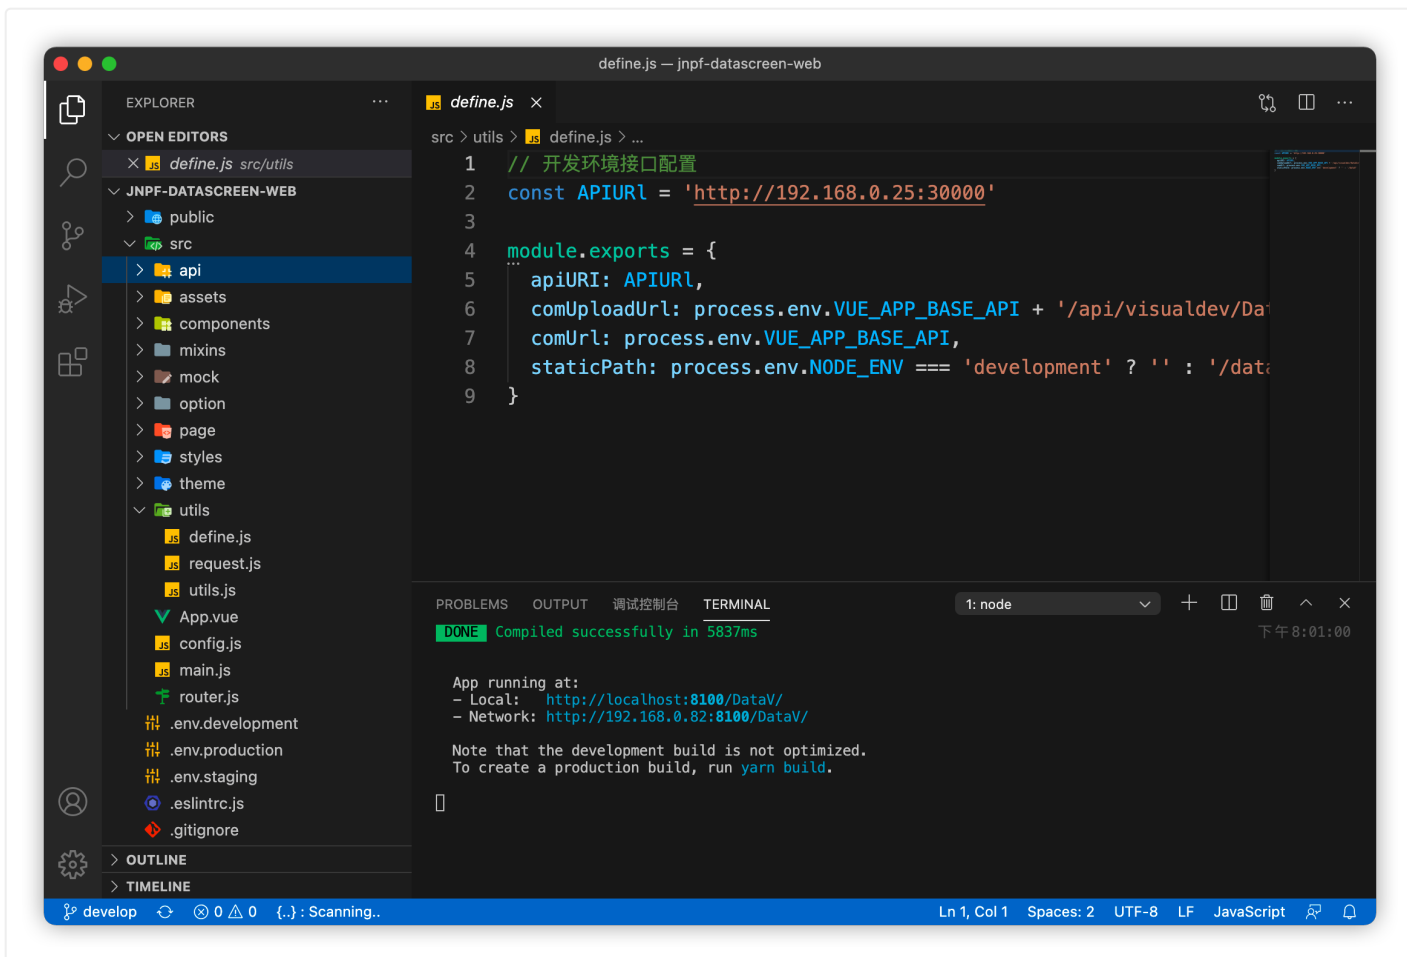 define.js — jnpf-datascreen-web
EXPLORER
OPEN EDITORS
define.js src/utils
JNPF-DATASCREEN-WEB
public
src
api
assets
components
mixins
mock
option
page
styles
theme
utils
define.js
request.js
utils.js
App.vue
config.js
main.js
router.js
.env.development
.env.production
.env.staging
.eslintrc.js
.gitignore
OUTLINE
TIMELINE
define.js
src > utils > define.js > ...
1 // 开发环境接口配置
2 const APIURl = 'http://192.168.0.25:30000'
3
4 module.exports = {
5 apiURI: APIURl,
6 comUploadUrl: process.env.VUE_APP_BASE_API + '/api/visualdev/Dat
7 comUrl: process.env.VUE_APP_BASE_API,
8 staticPath: process.env.NODE_ENV === 'development' ? '' : '/data
9 }
PROBLEMS OUTPUT 调试控制台 TERMINAL 1: node
DONE Compiled successfully in 5837ms 下午8:01:00
App running at:
- Local: http://localhost:8100/DataV/
- Network: http://192.168.0.82:8100/DataV/
Note that the development build is not optimized.
To create a production build, run yarn build.
develop 0 0 {..} : Scanning.. Ln 1, Col 1 Spaces: 2 UTF-8 LF JavaScript